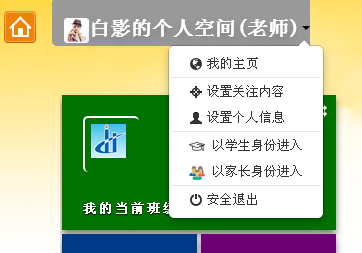 白影的个人空间(老师)
我的主页
设置关注内容
设置个人信息
以学生身份进入
以家长身份进入
安全退出
我的当前班